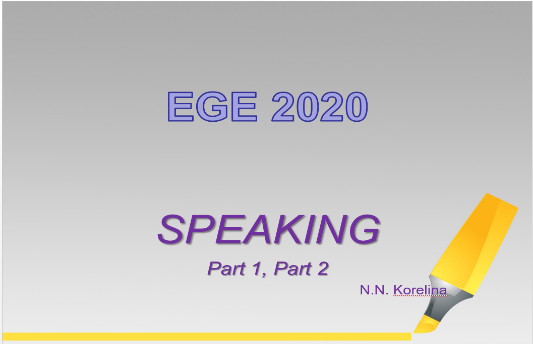 EGE 2020
SPEAKING
Part 1, Part 2
N.N. Korelina